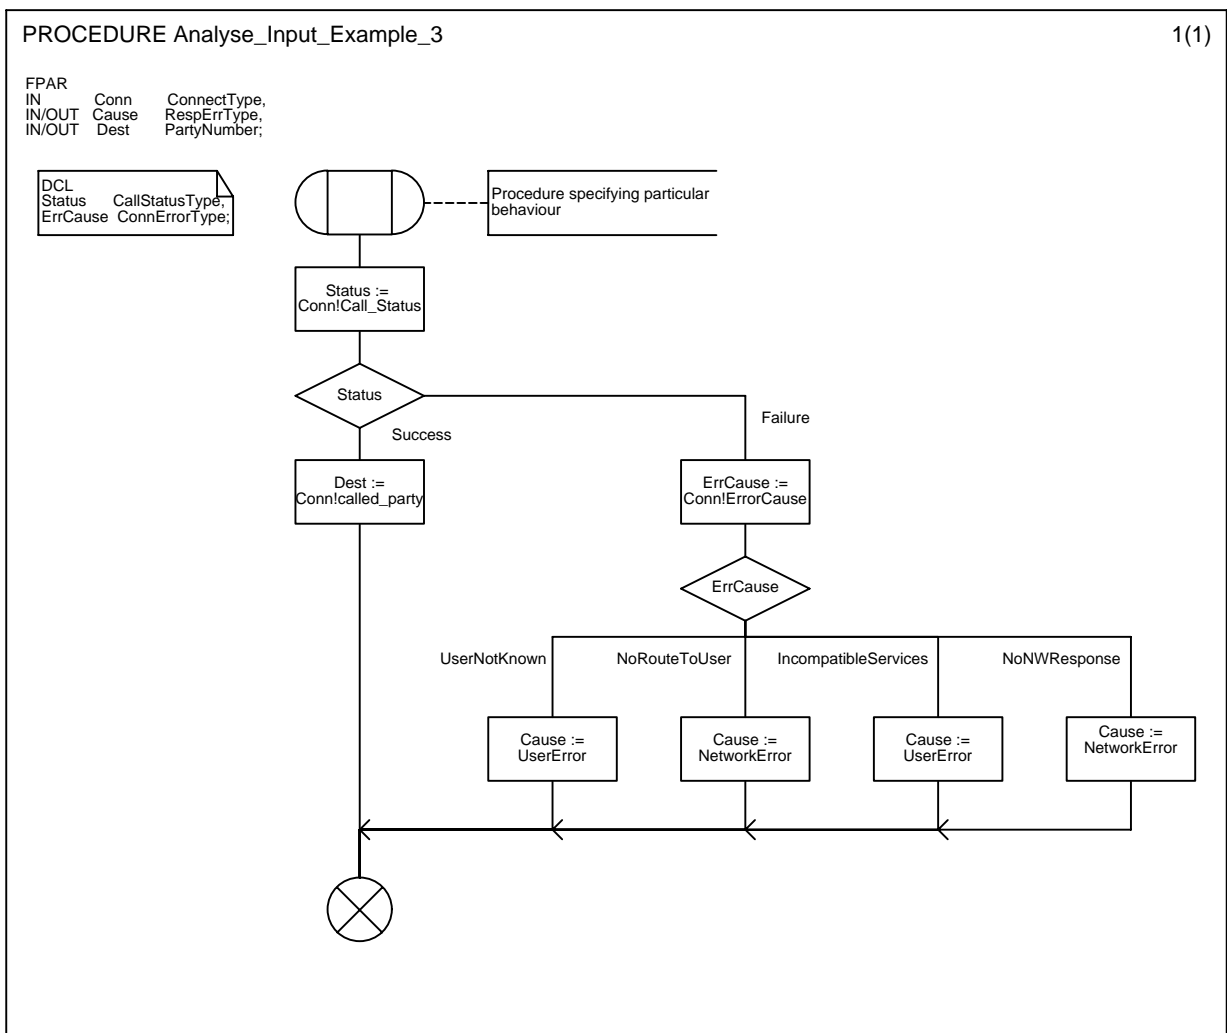 PROCEDURE Analyse_Input_Example_3
1(1)
FPAR
IN Conn ConnectType,
IN/OUT Cause RespErrType,
IN/OUT Dest PartyNumber;
DCL
Status CallStatusType,
ErrCause ConnErrorType;
Procedure specifying particular
behaviour
Status :=
Conn!Call_Status
Status
Failure
Success
Dest :=
Conn!called_party
ErrCause :=
Conn!ErrorCause
ErrCause
UserNotKnown
NoRouteToUser
IncompatibleServices
NoNWResponse
Cause :=
UserError
Cause :=
NetworkError
Cause :=
UserError
Cause :=
NetworkError